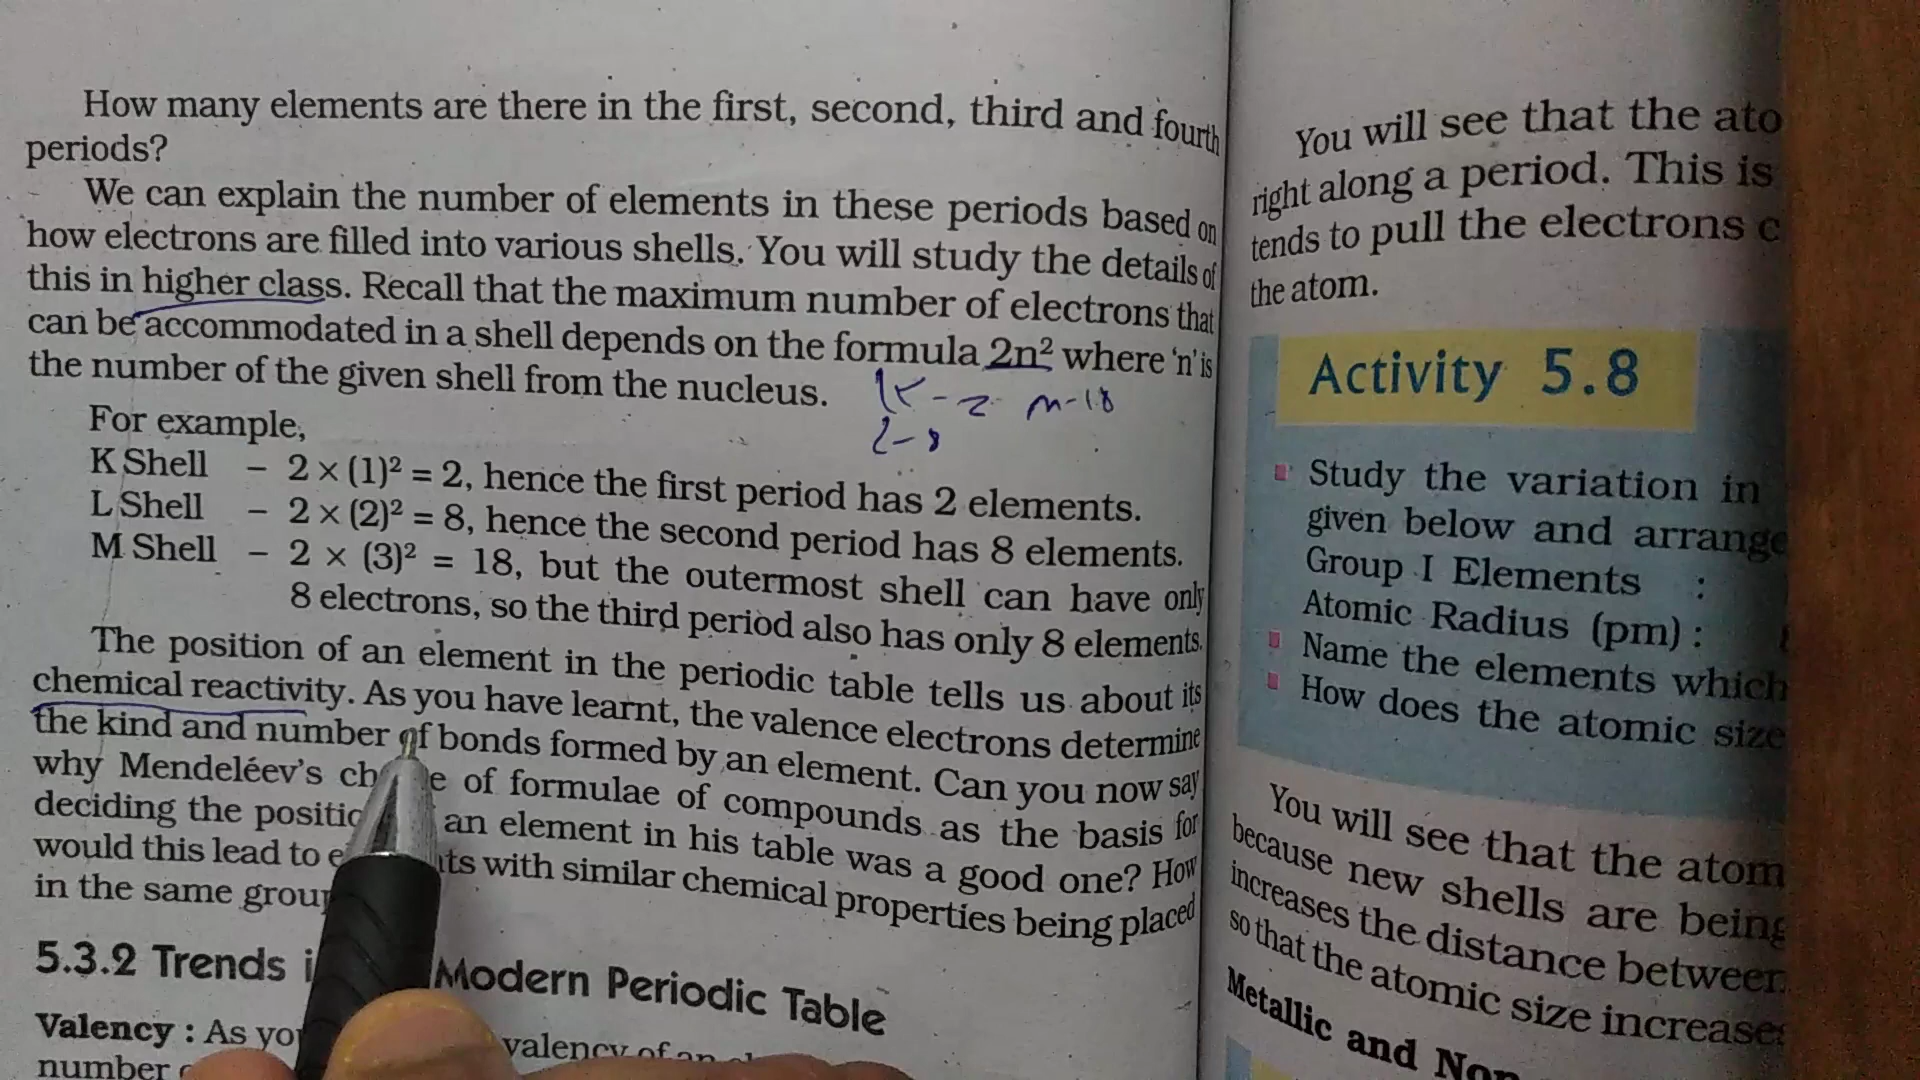 How many elements are there in the first, second, third and fourth
periods?
We can explain the number of elements in these periods based on
how electrons are filled into various shells. You will study the details of
this in higher class. Recall that the maximum number of electrons that
can be accommodated in a shell depends on the formula 2n² where 'n' is
the number of the given shell from the nucleus.
K - 2 m-18
L-8
For example,
K Shell – 2 × (1)² = 2, hence the first period has 2 elements.
L Shell – 2 × (2)² = 8, hence the second period has 8 elements.
M Shell – 2 × (3)² = 18, but the outermost shell can have only
8 electrons, so the third period also has only 8 elements.
The position of an element in the periodic table tells us about its
chemical reactivity. As you have learnt, the valence electrons determine
the kind and number of bonds formed by an element. Can you now say
why Mendeléev's of formulae of compounds as the basis for
deciding the an element in his table was a good one? How
would this lead to with similar chemical properties being placed
in the same
5.3.2 Trends Modern Periodic Table
Valency : As valency of an
number
You will see that the
right along a period. This is
tends to pull the electrons
the atom.
Activity 5.8
Study the variation in
given below and arrange
Group I Elements :
Atomic Radius (pm) :
Name the elements which
How does the atomic size
You will see that the
because new shells are being
increases the distance between
so that the atomic size increases
Metallic and